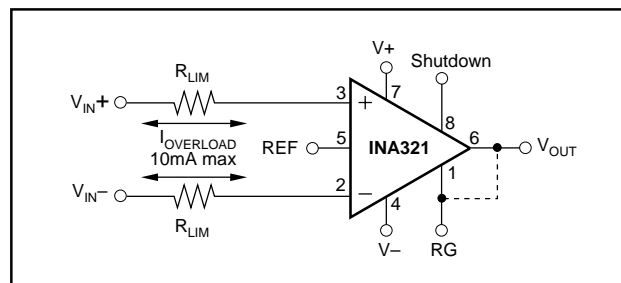 V+
Shutdown
R_LIM
7
V_IN+
3
+
8
I_OVERLOAD
10mA max
REF
5
INA321
6
V_OUT
1
V_IN–
2
–
4
R_LIM
V–
RG